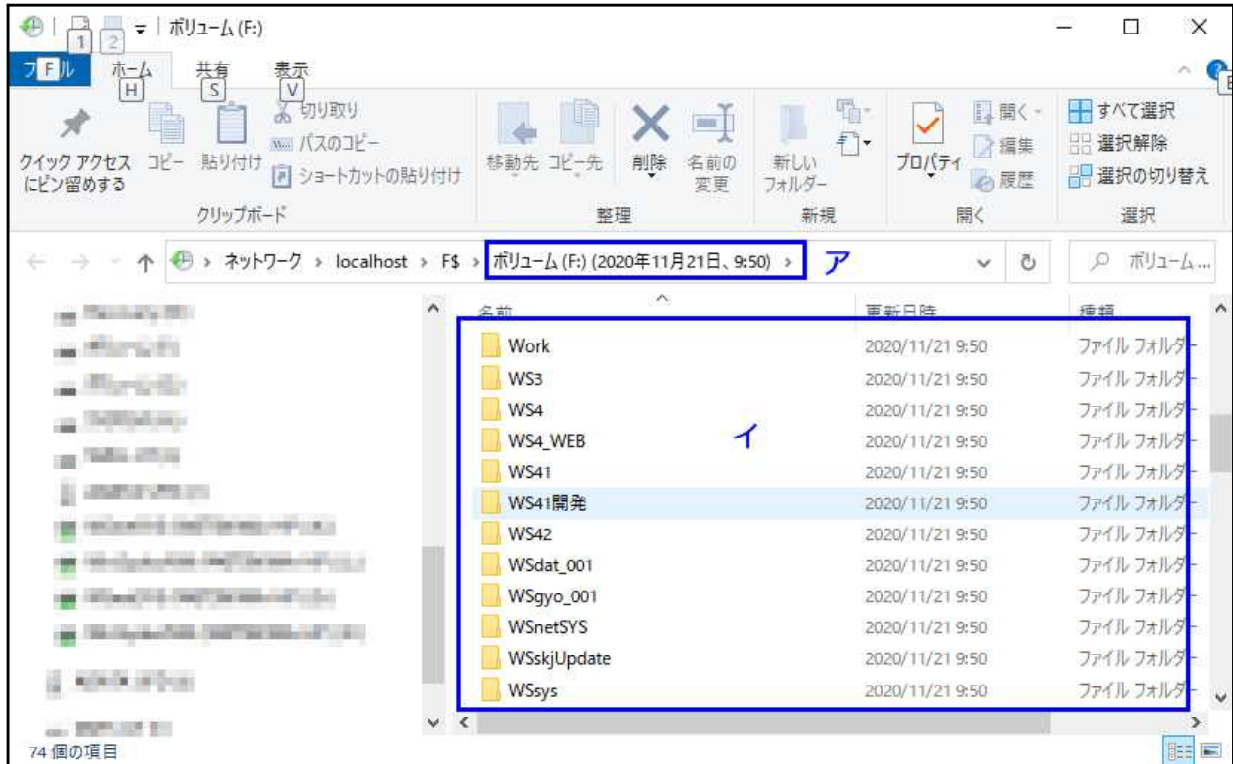 1 2 ボリューム (F:)
ファイル F ホーム H 共有 S 表示 V
クイック アクセス
にピン留めする
コピー
貼り付け
切り取り
パスのコピー
ショートカットの貼り付け
クリップボード
移動先
コピー先
削除
名前の
変更
整理
新しい
フォルダー
新規
プロパティ
開く
編集
履歴
開く
すべて選択
選択解除
選択の切り替え
選択
ネットワーク > localhost > F$ > ボリューム (F:) (2020年11月21日、9:50) > ア
ボリューム...
名前 更新日時 種類
Work 2020/11/21 9:50 ファイル フォルダー
WS3 2020/11/21 9:50 ファイル フォルダー
WS4 2020/11/21 9:50 ファイル フォルダー
WS4_WEB 2020/11/21 9:50 ファイル フォルダー
イ
WS41 2020/11/21 9:50 ファイル フォルダー
WS41開発 2020/11/21 9:50 ファイル フォルダー
WS42 2020/11/21 9:50 ファイル フォルダー
WSdat_001 2020/11/21 9:50 ファイル フォルダー
WSgyo_001 2020/11/21 9:50 ファイル フォルダー
WSnetSYS 2020/11/21 9:50 ファイル フォルダー
WSskjUpdate 2020/11/21 9:50 ファイル フォルダー
WSsys 2020/11/21 9:50 ファイル フォルダー
74 個の項目